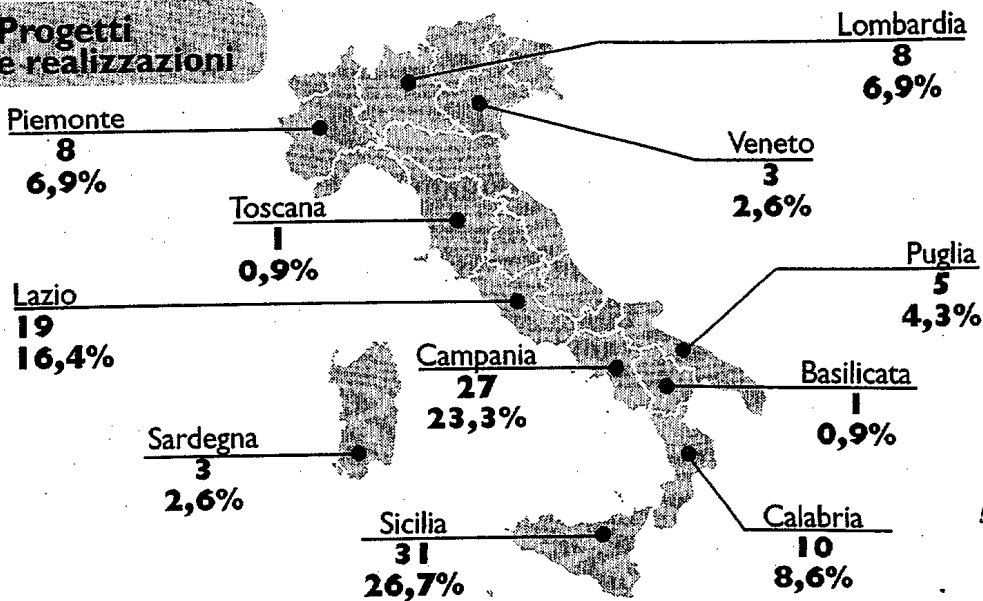 Progetti
e realizzazioni
Lombardia
8
6,9%
Piemonte
8
6,9%
Veneto
3
2,6%
Toscana
1
0,9%
Puglia
5
4,3%
Lazio
19
16,4%
Campania
27
23,3%
Basilicata
1
0,9%
Sardegna
3
2,6%
Sicilia
31
26,7%
Calabria
10
8,6%